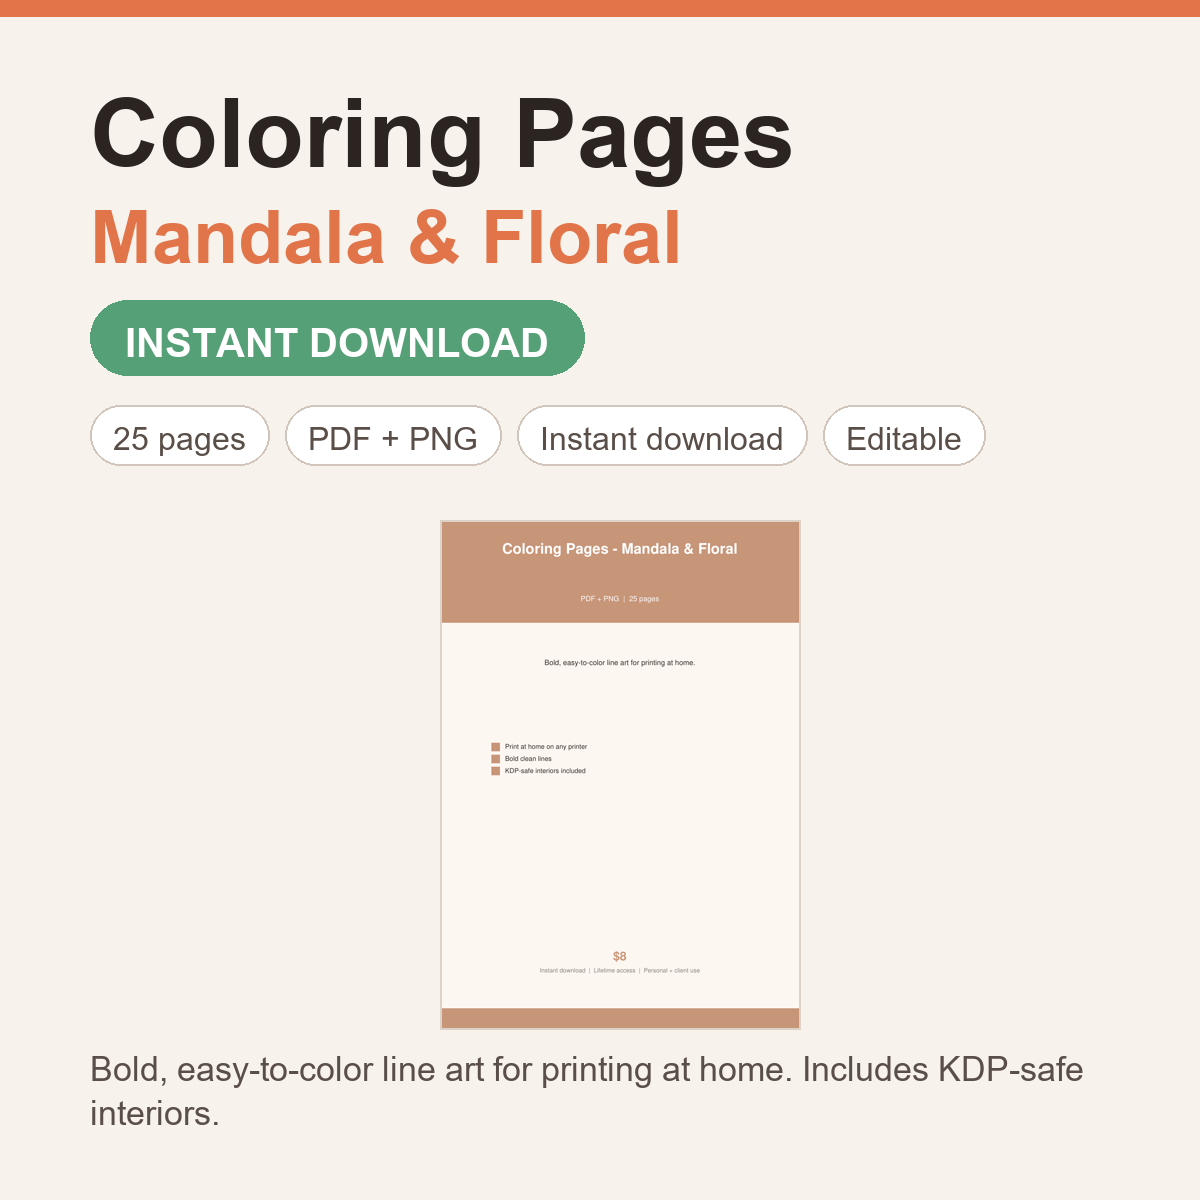 Coloring Pages
Mandala & Floral
INSTANT DOWNLOAD
25 pages
PDF + PNG
Instant download
Editable
Coloring Pages - Mandala & Floral
PDF + PNG | 25 pages
Bold, easy-to-color line art for printing at home.
Print at home on any printer
Bold clean lines
KDP-safe interiors included
$8
Instant download | Lifetime access | Personal + client use
Bold, easy-to-color line art for printing at home. Includes KDP-safe
interiors.